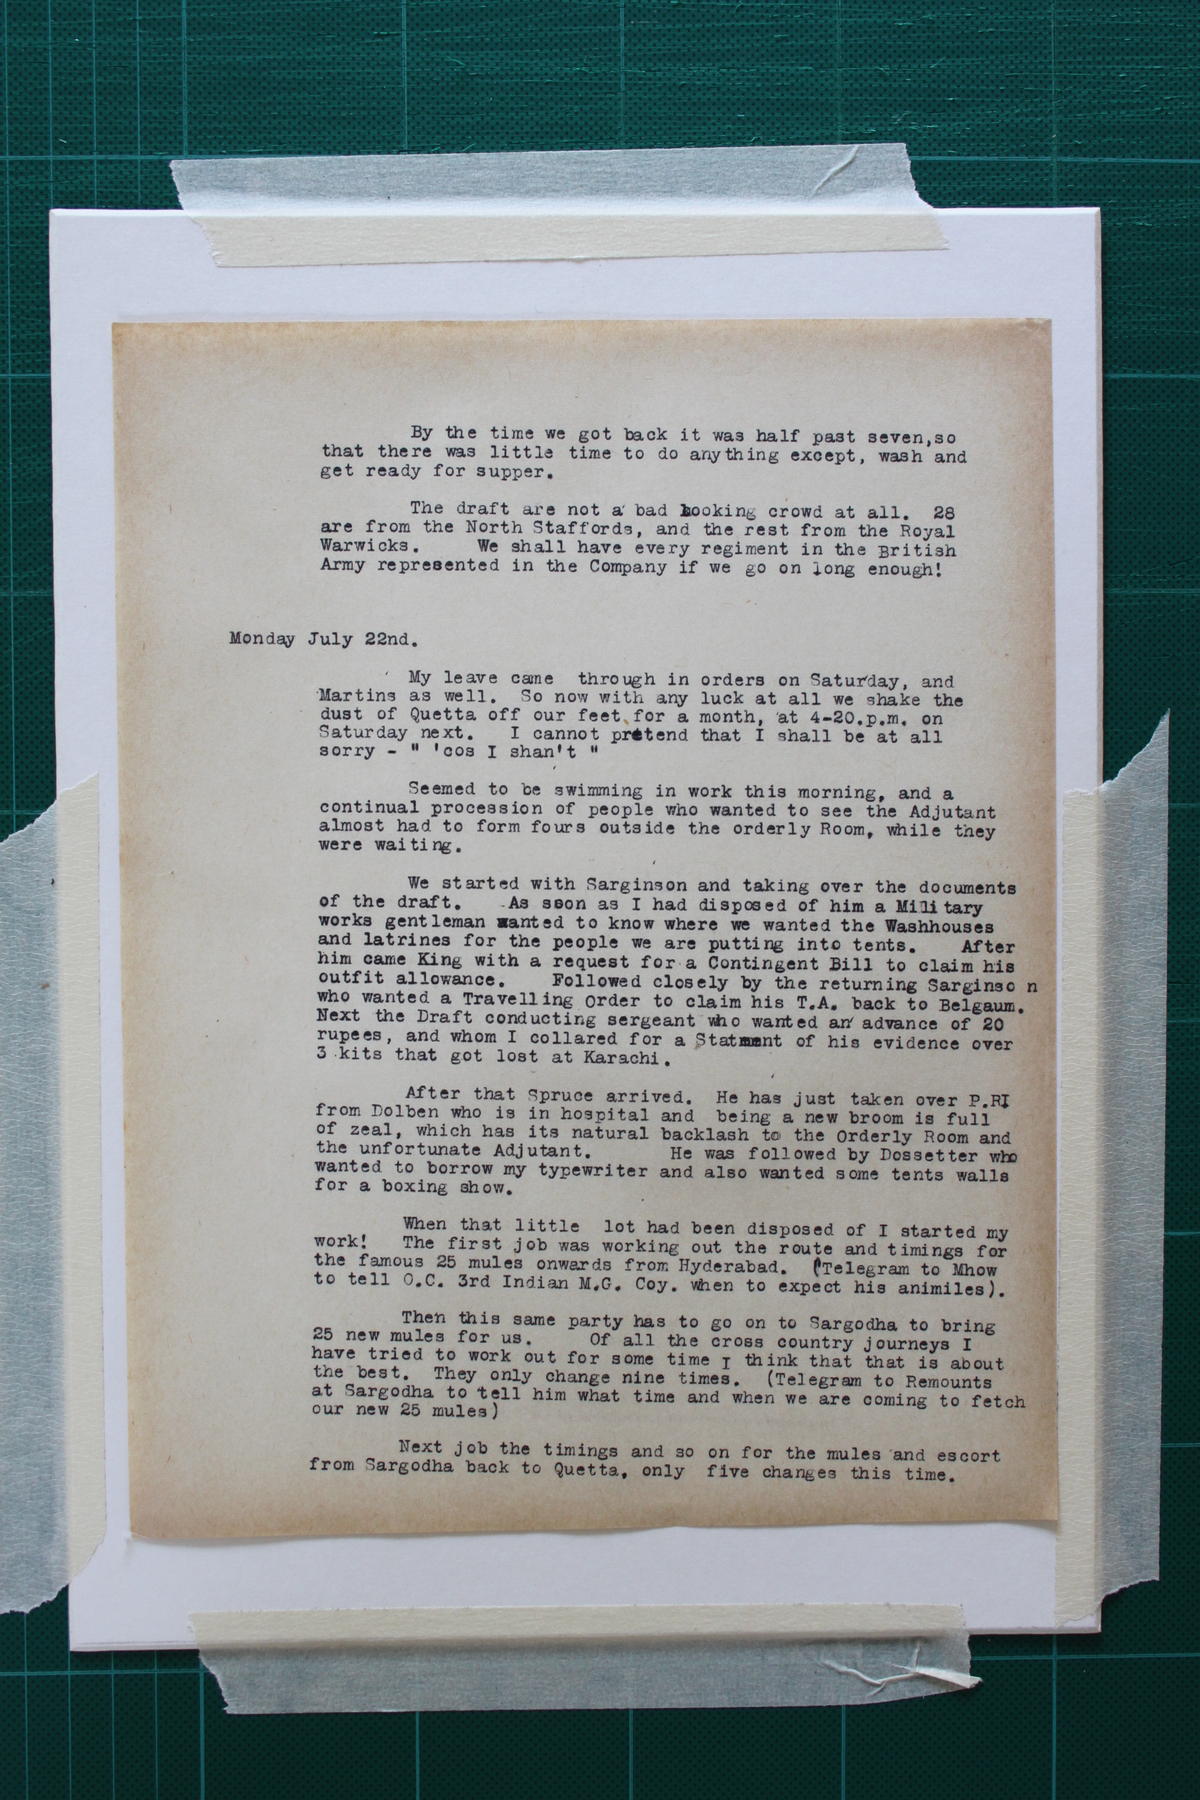 By the time we got back it was half past seven,so
that there was little time to do anything except, wash and
get ready for supper.
The draft are not a bad looking crowd at all. 28
are from the North Staffords, and the rest from the Royal
Warwicks. We shall have every regiment in the British
Army represented in the Company if we go on long enough!
Monday July 22nd.
My leave came through in orders on Saturday, and
Martins as well. So now with any luck at all we shake the
dust of Quetta off our feet for a month, at 4-20.p.m. on
Saturday next. I cannot pretend that I shall be at all
sorry - " 'cos I shan't "
Seemed to be swimming in work this morning, and a
continual procession of people who wanted to see the Adjutant
almost had to form fours outside the orderly Room, while they
were waiting.
We started with Sarginson and taking over the documents
of the draft. As soon as I had disposed of him a Military
works gentleman wanted to know where we wanted the Washhouses
and latrines for the people we are putting into tents. After
him came King with a request for a Contingent Bill to claim his
outfit allowance. Followed closely by the returning Sarginso n
who wanted a Travelling Order to claim his T.A. back to Belgaum.
Next the Draft conducting sergeant who wanted an advance of 20
rupees, and whom I collared for a Statment of his evidence over
3 kits that got lost at Karachi.
After that Spruce arrived. He has just taken over P.RI
from Dolben who is in hospital and being a new broom is full
of zeal, which has its natural backlash to the Orderly Room and
the unfortunate Adjutant. He was followed by Dossetter who
wanted to borrow my typewriter and also wanted some tents walls
for a boxing show.
When that little lot had been disposed of I started my
work! The first job was working out the route and timings for
the famous 25 mules onwards from Hyderabad. (Telegram to Mhow
to tell O.C. 3rd Indian M.G. Coy. when to expect his animiles).
Then this same party has to go on to Sargodha to bring
25 new mules for us. Of all the cross country journeys I
have tried to work out for some time I think that that is about
the best. They only change nine times. (Telegram to Remounts
at Sargodha to tell him what time and when we are coming to fetch
our new 25 mules)
Next job the timings and so on for the mules and escort
from Sargodha back to Quetta, only five changes this time.